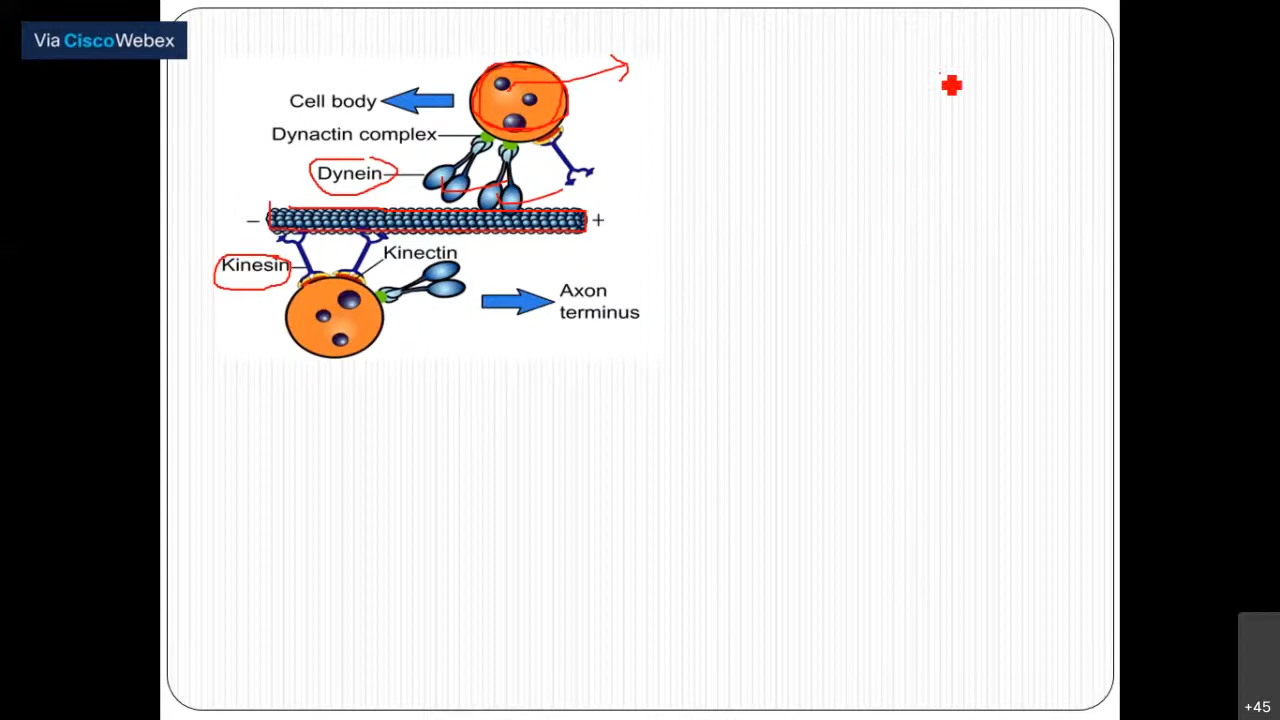 Via CiscoWebex
Cell body
Dynactin complex
Dynein
– +
Kinesin
Kinectin
Axon
terminus
+45